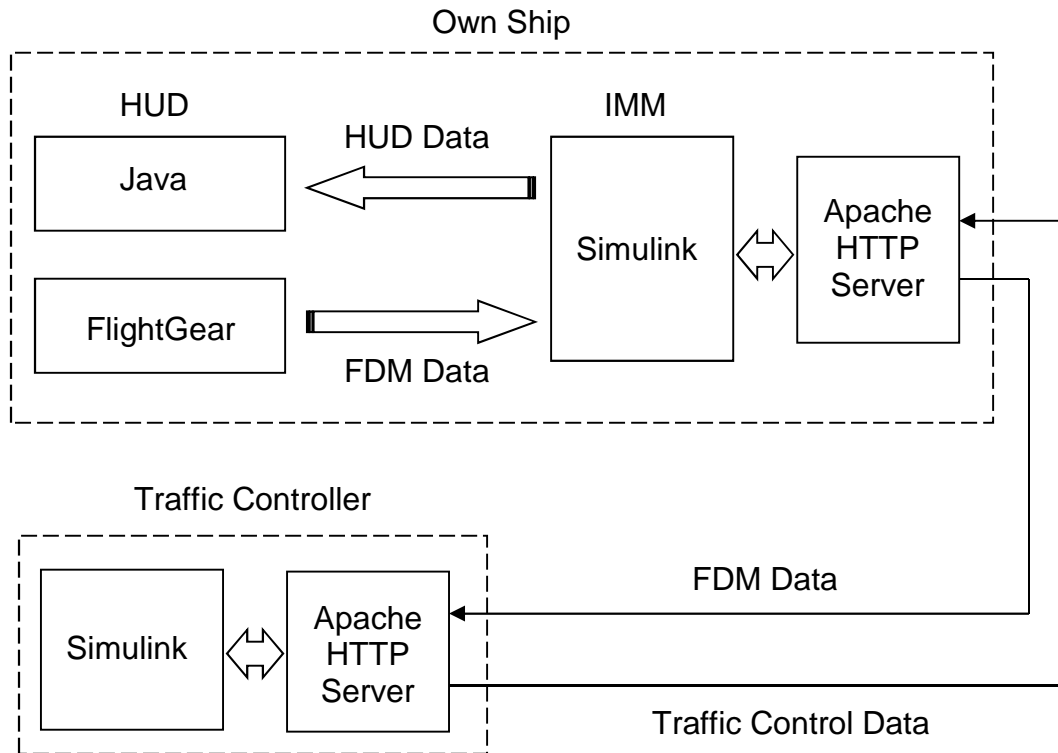 Own Ship
HUD
IMM
HUD Data
Java
Simulink
Apache
HTTP
Server
FlightGear
FDM Data
Traffic Controller
FDM Data
Simulink
Apache
HTTP
Server
Traffic Control Data